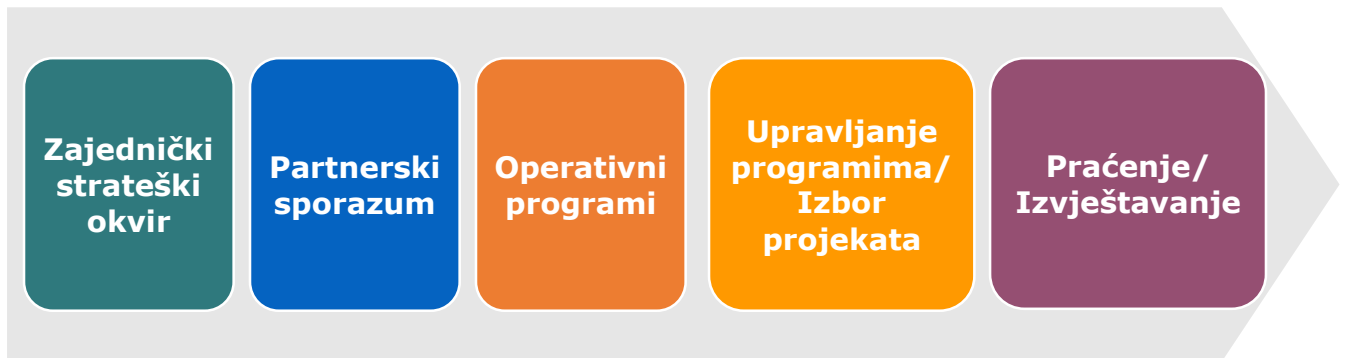 Zajednički
strateški
okvir
Partnerski
sporazum
Operativni
programi
Upravljanje
programima/
Izbor
projekata
Praćenje/
Izvještavanje